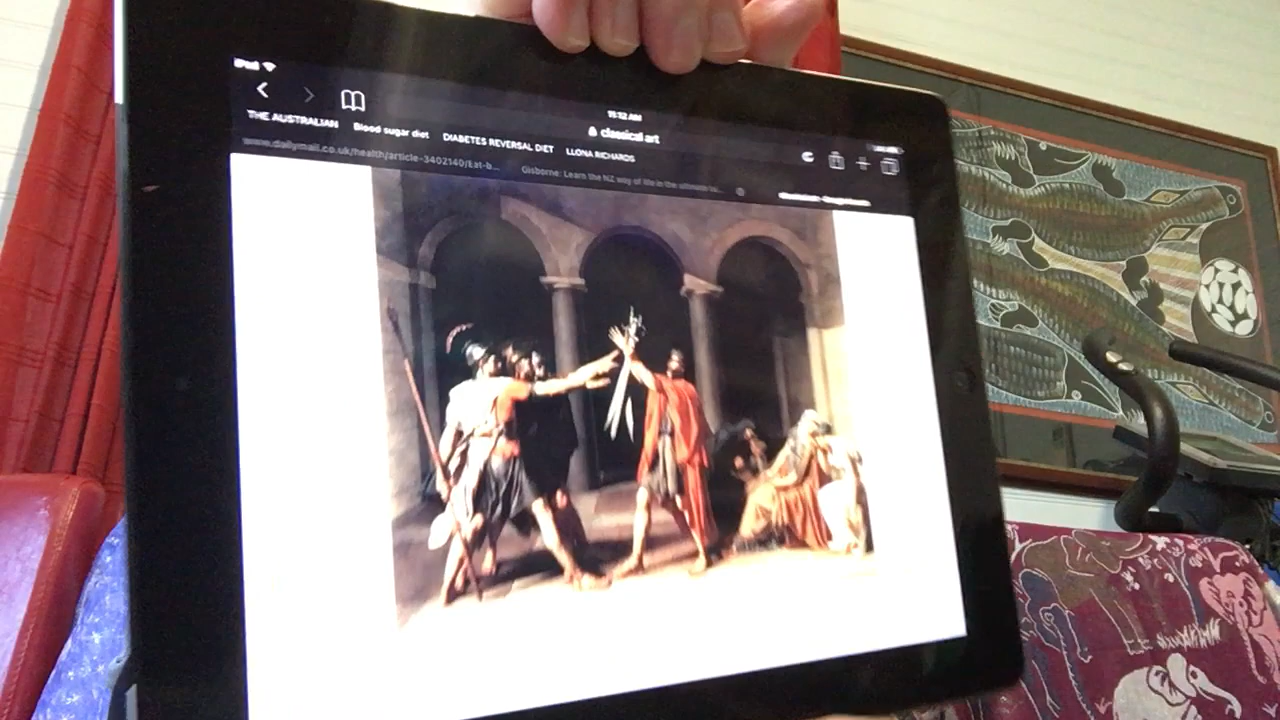 iPad
11:12 AM
classical art
THE AUSTRALIAN Blood sugar diet DIABETES REVERSAL DIET LLONA RICHARDS
www.dailymail.co.uk/health/article-3402140/Eat-b... Gisborne: Learn the NZ way of life in the ultimate